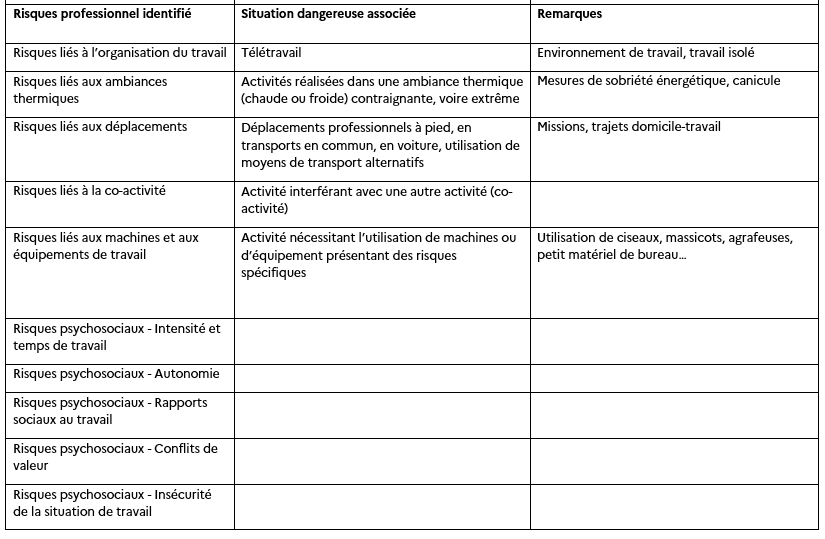 Risques professionnel identifié
Situation dangereuse associée
Remarques
Risques liés à l'organisation du travail
Télétravail
Environnement de travail, travail isolé
Risques liés aux ambiances
thermiques
Activités réalisées dans une ambiance thermique
(chaude ou froide) contraignante, voire extrême
Mesures de sobriété énergétique, canicule
Risques liés aux déplacements
Déplacements professionnels à pied, en
transports en commun, en voiture, utilisation de
moyens de transport alternatifs
Missions, trajets domicile-travail
Risques liés à la co-activité
Activité interférant avec une autre activité (co-
activité)
Risques liés aux machines et aux
équipements de travail
Activité nécessitant l'utilisation de machines ou
d'équipement présentant des risques
spécifiques
Utilisation de ciseaux, massicots, agrafeuses,
petit matériel de bureau…
Risques psychosociaux - Intensité et
temps de travail
Risques psychosociaux - Autonomie
Risques psychosociaux - Rapports
sociaux au travail
Risques psychosociaux - Conflits de
valeur
Risques psychosociaux - Insécurité
de la situation de travail